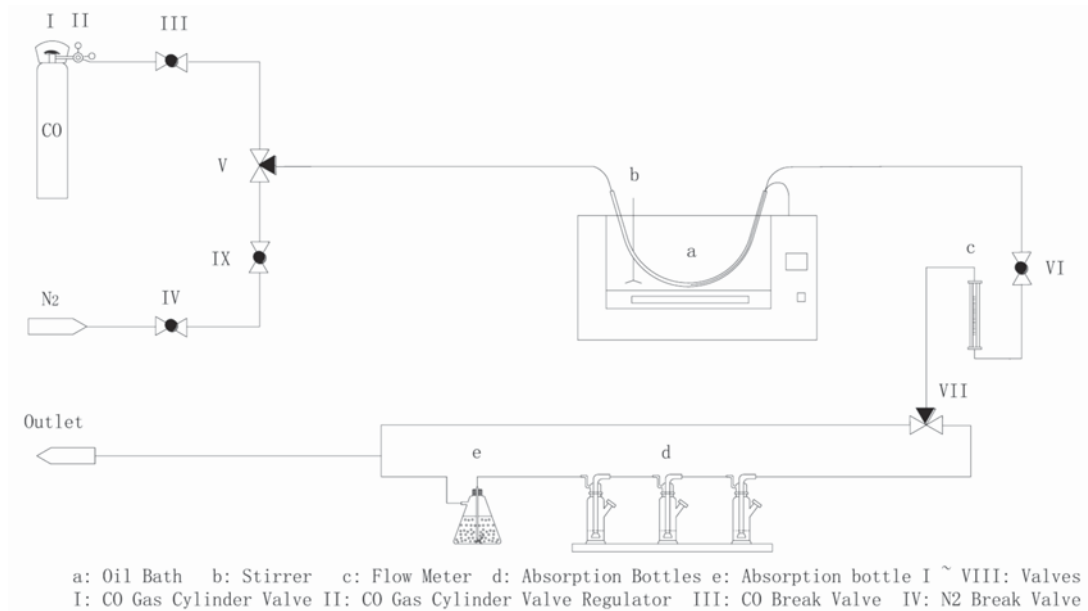 I II III
CO
V
b
a
IX
c
VI
N2
IV
VII
Outlet
e
d
a: Oil Bath b: Stirrer c: Flow Meter d: Absorption Bottles e: Absorption bottle I ~ VIII: Valves
I: CO Gas Cylinder Valve II: CO Gas Cylinder Valve Regulator III: CO Break Valve IV: N2 Break Valve